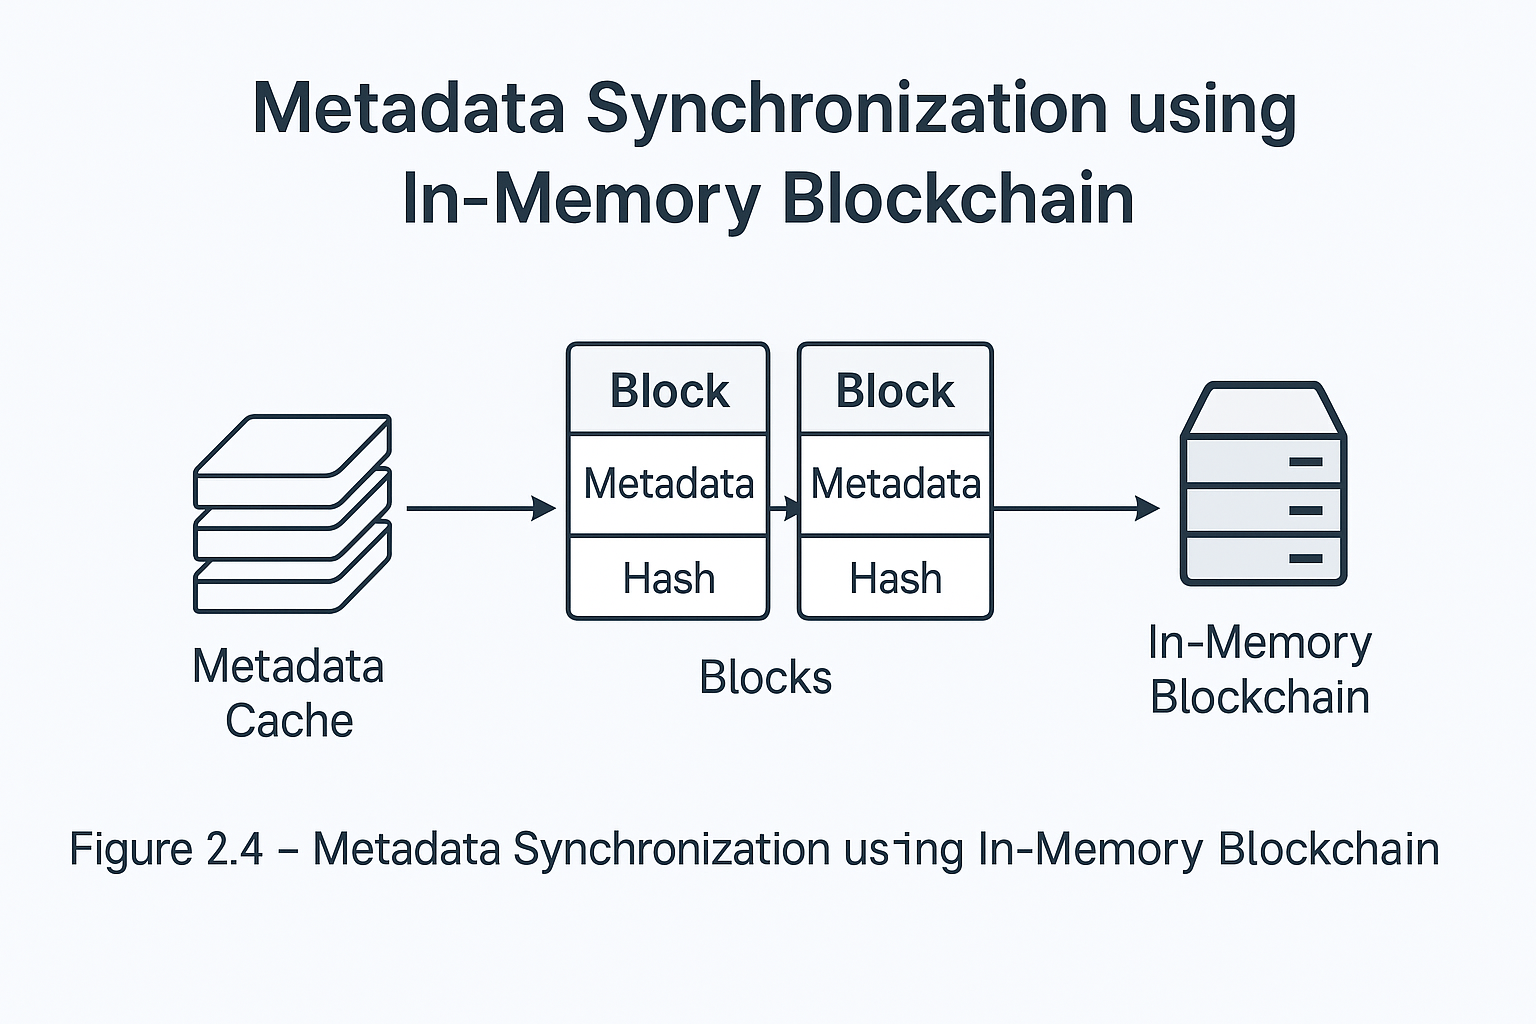 Metadata Synchronization using
In-Memory Blockchain
Block
Metadata
Hash
Block
Metadata
Hash
Metadata
Cache
Blocks
In-Memory
Blockchain
Figure 2.4 – Metadata Synchronization using In-Memory Blockchain